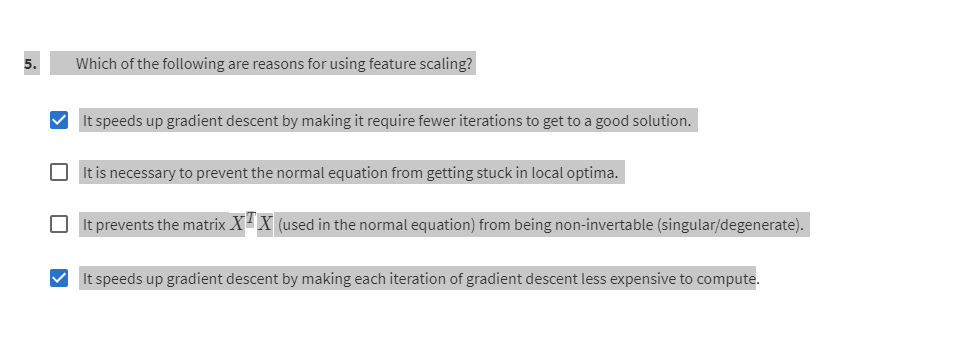 5. Which of the following are reasons for using feature scaling?
It speeds up gradient descent by making it require fewer iterations to get to a good solution.
It is necessary to prevent the normal equation from getting stuck in local optima.
It prevents the matrix X^T X (used in the normal equation) from being non-invertable (singular/degenerate).
It speeds up gradient descent by making each iteration of gradient descent less expensive to compute.